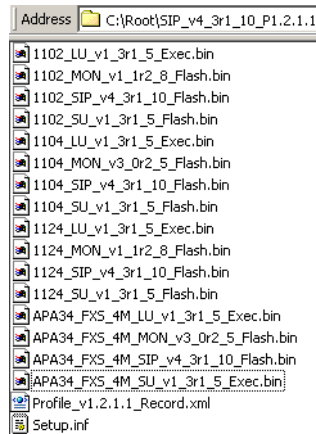 Address C:\Root\SIP_v4_3r1_10_P1.2.1.1
1102_LU_v1_3r1_5_Exec.bin
1102_MON_v1_1r2_8_Flash.bin
1102_SIP_v4_3r1_10_Flash.bin
1102_SU_v1_3r1_5_Flash.bin
1104_LU_v1_3r1_5_Exec.bin
1104_MON_v3_0r2_5_Flash.bin
1104_SIP_v4_3r1_10_Flash.bin
1104_SU_v1_3r1_5_Flash.bin
1124_LU_v1_3r1_5_Exec.bin
1124_MON_v1_1r2_8_Flash.bin
1124_SIP_v4_3r1_10_Flash.bin
1124_SU_v1_3r1_5_Flash.bin
APA34_FXS_4M_LU_v1_3r1_5_Exec.bin
APA34_FXS_4M_MON_v3_0r2_5_Flash.bin
APA34_FXS_4M_SIP_v4_3r1_10_Flash.bin
APA34_FXS_4M_SU_v1_3r1_5_Exec.bin
Profile_v1.2.1.1_Record.xml
Setup.inf